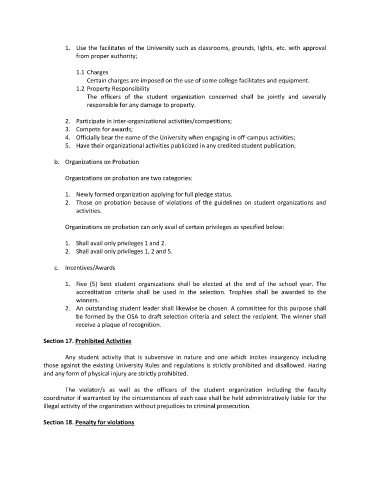 1. Use the facilitates of the University such as classrooms, grounds, lights, etc. with approval
from proper authority;
1.1 Charges
Certain charges are imposed on the use of some college facilitates and equipment.
1.2 Property Responsibility
The officers of the student organization concerned shall be jointly and severally
responsible for any damage to property.
2. Participate in inter-organizational activities/competitions;
3. Compete for awards;
4. Officially bear the name of the University when engaging in off-campus activities;
5. Have their organizational activities publicized in any credited student publication;
b. Organizations on Probation
Organizations on probation are two categories:
1. Newly formed organization applying for full pledge status.
2. Those on probation because of violations of the guidelines on student organizations and
activities.
Organizations on probation can only avail of certain privileges as specified below:
1. Shall avail only privileges 1 and 2.
2. Shall avail only privileges 1, 2 and 5.
c. Incentives/Awards
1. Five (5) best student organizations shall be elected at the end of the school year. The
accreditation criteria shall be used in the selection. Trophies shall be awarded to the
winners.
2. An outstanding student leader shall likewise be chosen. A committee for this purpose shall
be formed by the OSA to draft selection criteria and select the recipient. The winner shall
receive a plaque of recognition.
Section 17. Prohibited Activities
Any student activity that is subversive in nature and one which incites insurgency including
those against the existing University Rules and regulations is strictly prohibited and disallowed. Hazing
and any form of physical injury are strictly prohibited.
The violator/s as well as the officers of the student organization including the faculty
coordinator if warranted by the circumstances of each case shall be held administratively liable for the
illegal activity of the organization without prejudices to criminal prosecution.
Section 18. Penalty for violations